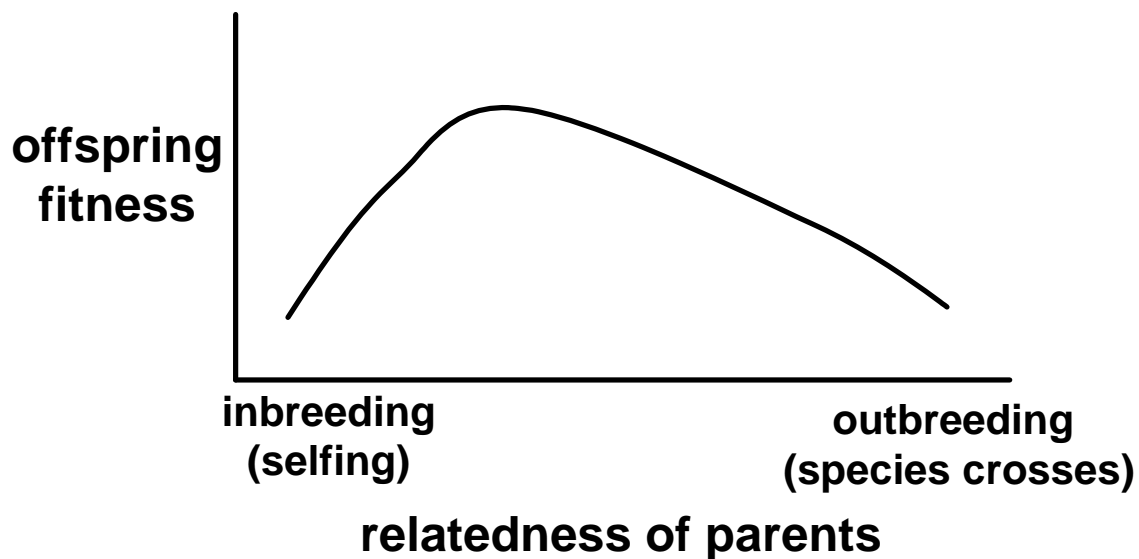 offspring
fitness
inbreeding
(selfing)
outbreeding
(species crosses)
relatedness of parents